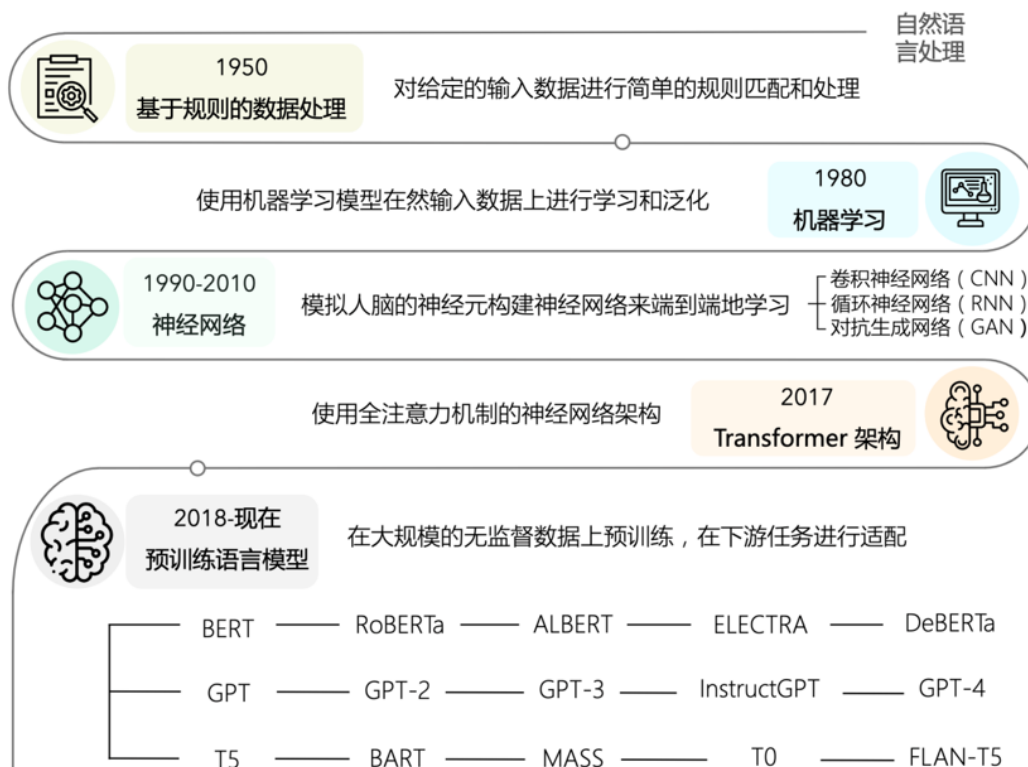 自然语
言处理
1950
基于规则的数据处理
对给定的输入数据进行简单的规则匹配和处理
使用机器学习模型在然输入数据上进行学习和泛化
1980
机器学习
1990-2010
神经网络
模拟人脑的神经元构建神经网络来端到端地学习
卷积神经网络（CNN）
循环神经网络（RNN）
对抗生成网络（GAN）
使用全注意力机制的神经网络架构
2017
Transformer 架构
2018-现在
预训练语言模型
在大规模的无监督数据上预训练，在下游任务进行适配
BERT RoBERTa ALBERT ELECTRA DeBERTa
GPT GPT-2 GPT-3 InstructGPT GPT-4
T5 BART MASS T0 FLAN-T5